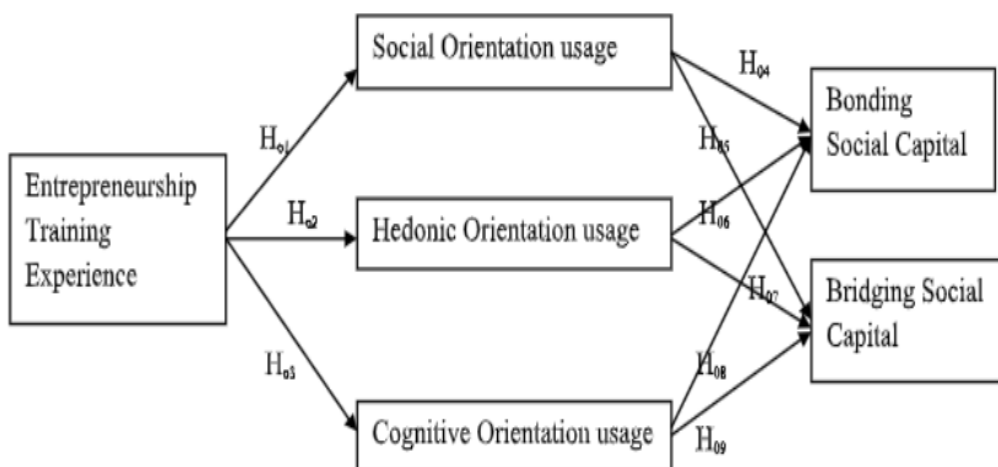 Social Orientation usage
H04
Bonding
Social Capital
H01
H05
Entrepreneurship
Training
Experience
H02
Hedonic Orientation usage
H06
H07
Bridging Social
Capital
H03
H08
Cognitive Orientation usage
H09